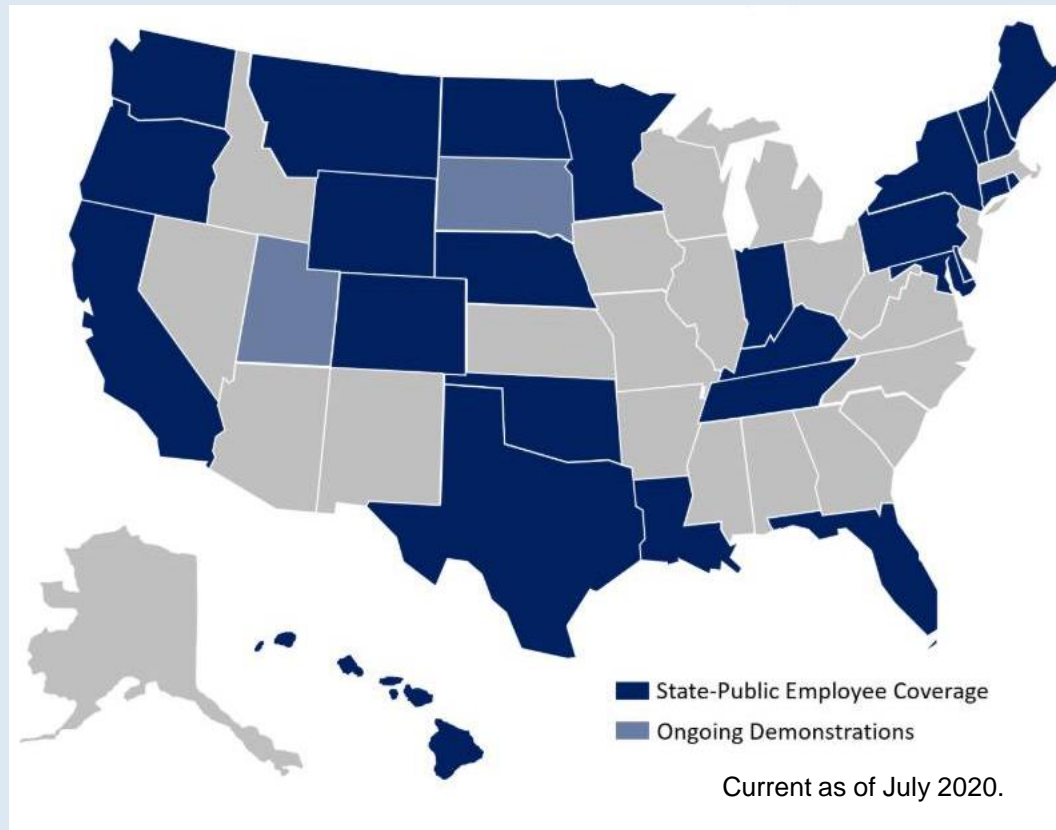 State-Public Employee Coverage
Ongoing Demonstrations
Current as of July 2020.